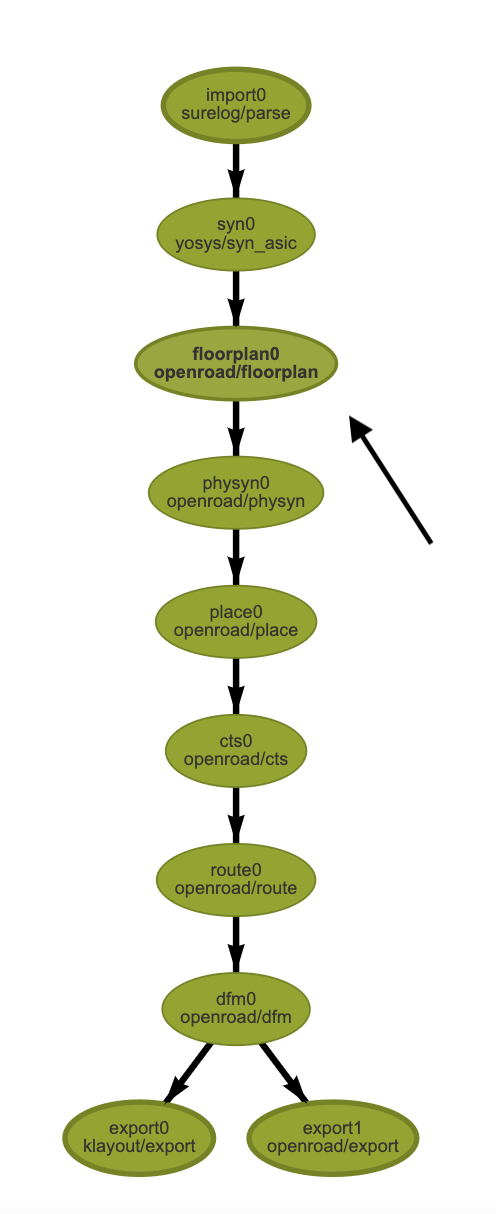 import0
surelog/parse
syn0
yosys/syn_asic
floorplan0
openroad/floorplan
physyn0
openroad/physyn
place0
openroad/place
cts0
openroad/cts
route0
openroad/route
dfm0
openroad/dfm
export0
klayout/export
export1
openroad/export